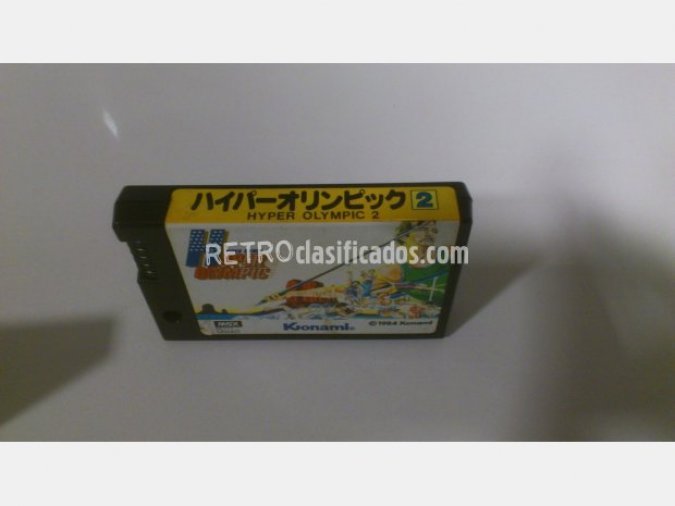 ハイパーオリンピック 2
HYPER OLYMPIC 2
RETROclasificados.com
OLYMPIC
MSX
Konami®
©1984 Konami